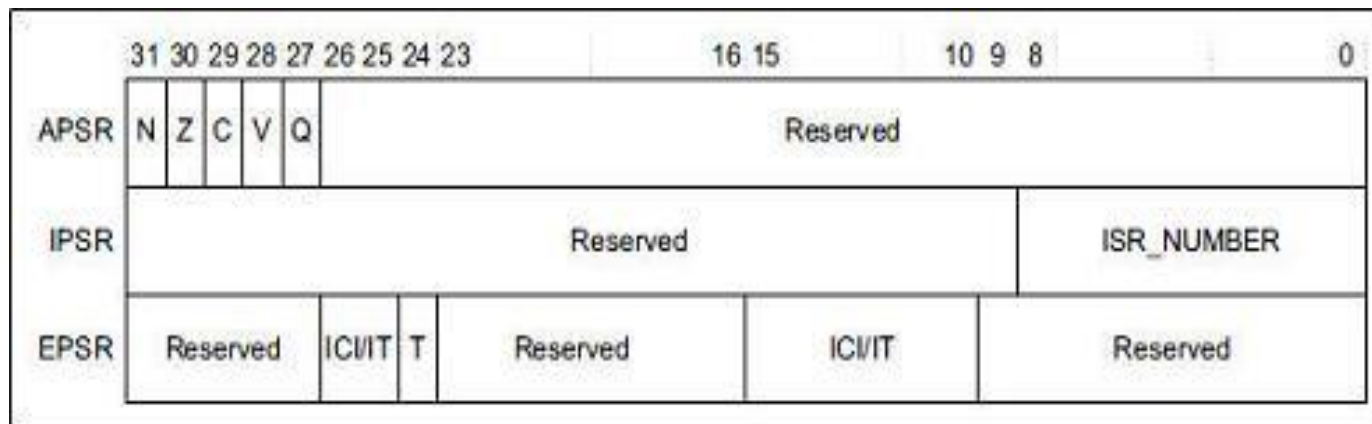 31 30 29 28 27 26 25 24 23 16 15 10 9 8 0
APSR N Z C V Q Reserved
IPSR Reserved ISR_NUMBER
EPSR Reserved ICI/IT T Reserved ICI/IT Reserved